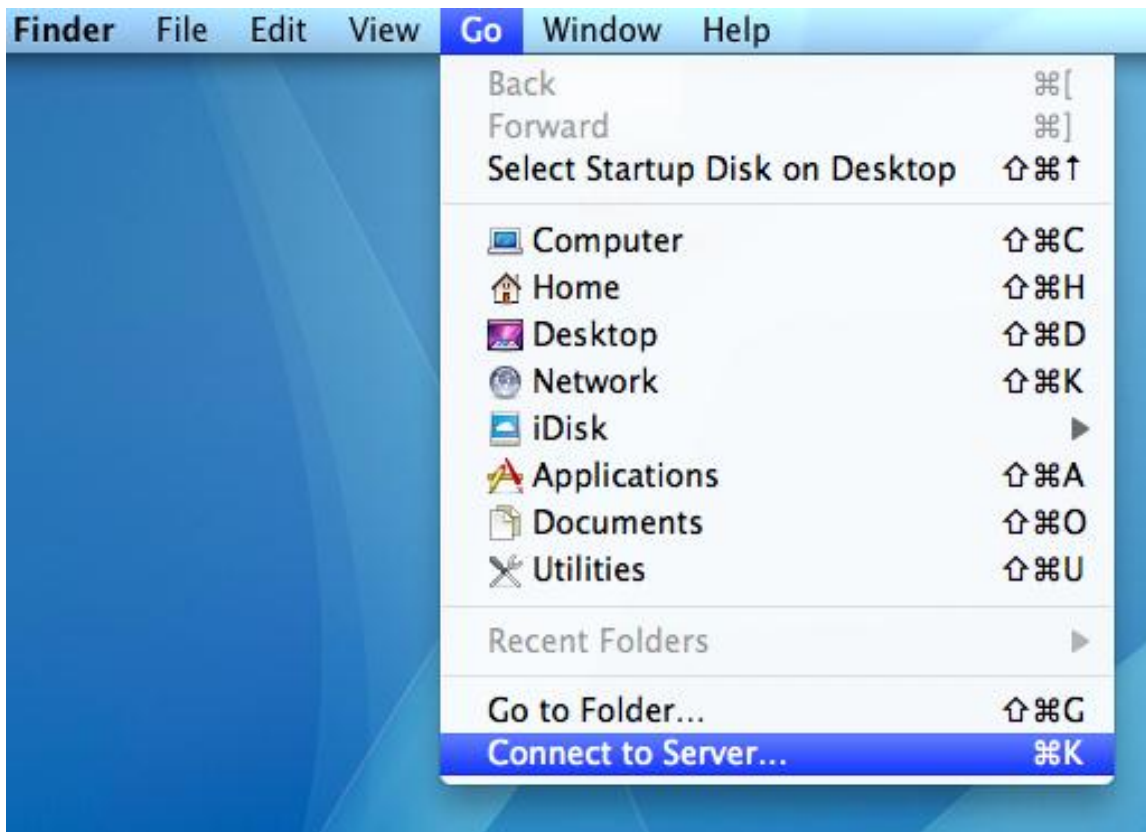 Finder File Edit View Go Window Help
Back ⌘[
Forward ⌘]
Select Startup Disk on Desktop ⇧⌘↑
Computer ⇧⌘C
Home ⇧⌘H
Desktop ⇧⌘D
Network ⇧⌘K
iDisk ▶
Applications ⇧⌘A
Documents ⇧⌘O
Utilities ⇧⌘U
Recent Folders ▶
Go to Folder... ⇧⌘G
Connect to Server... ⌘K